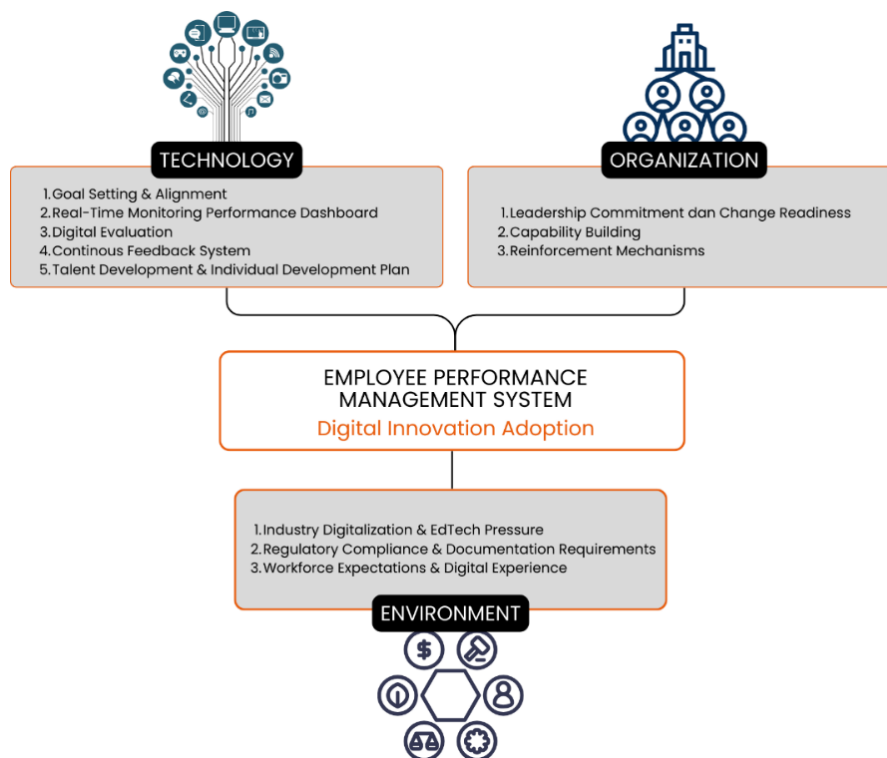 TECHNOLOGY
1.Goal Setting & Alignment
2.Real-Time Monitoring Performance Dashboard
3.Digital Evaluation
4.Continous Feedback System
5.Talent Development & Individual Development Plan
ORGANIZATION
1.Leadership Commitment dan Change Readiness
2.Capability Building
3.Reinforcement Mechanisms
EMPLOYEE PERFORMANCE
MANAGEMENT SYSTEM
Digital Innovation Adoption
1.Industry Digitalization & EdTech Pressure
2.Regulatory Compliance & Documentation Requirements
3.Workforce Expectations & Digital Experience
ENVIRONMENT